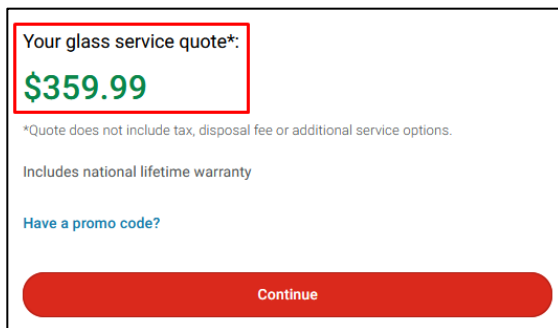 Your glass service quote*:
$359.99
*Quote does not include tax, disposal fee or additional service options.
Includes national lifetime warranty
Have a promo code?
Continue